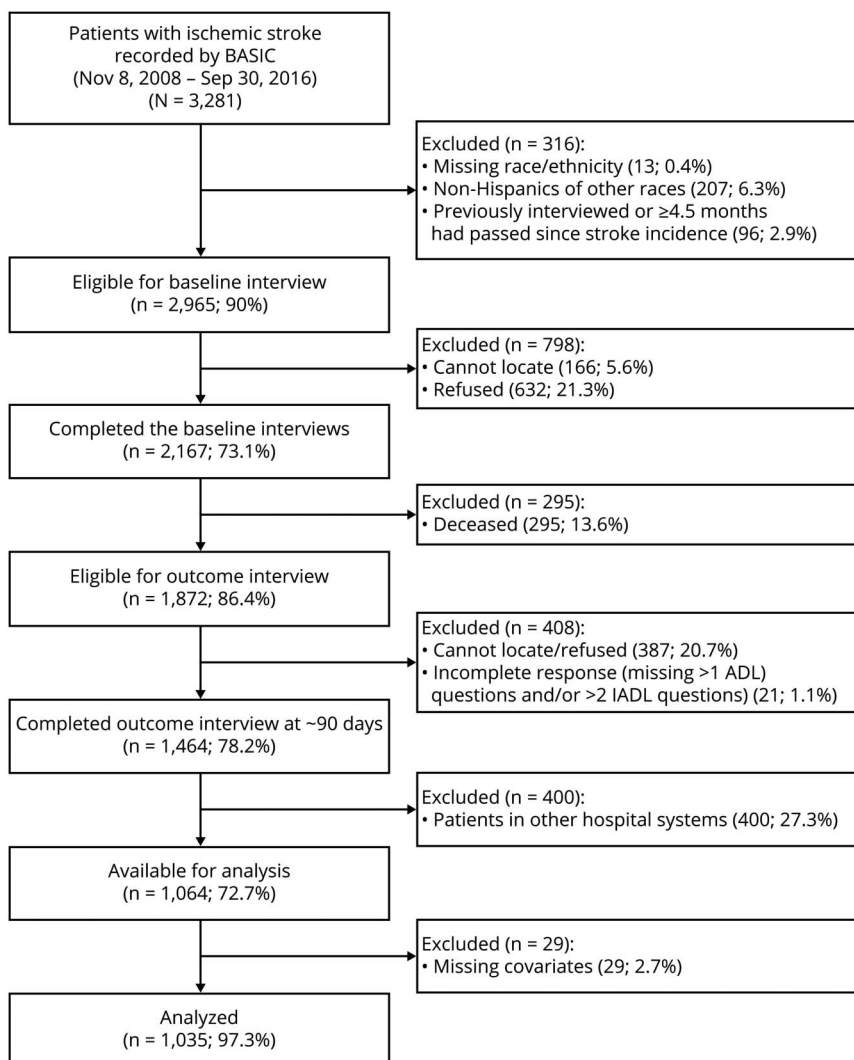 Patients with ischemic stroke
recorded by BASIC
(Nov 8, 2008 – Sep 30, 2016)
(N = 3,281)
Excluded (n = 316):
• Missing race/ethnicity (13; 0.4%)
• Non-Hispanics of other races (207; 6.3%)
• Previously interviewed or ≥4.5 months
had passed since stroke incidence (96; 2.9%)
Eligible for baseline interview
(n = 2,965; 90%)
Excluded (n = 798):
• Cannot locate (166; 5.6%)
• Refused (632; 21.3%)
Completed the baseline interviews
(n = 2,167; 73.1%)
Excluded (n = 295):
• Deceased (295; 13.6%)
Eligible for outcome interview
(n = 1,872; 86.4%)
Excluded (n = 408):
• Cannot locate/refused (387; 20.7%)
• Incomplete response (missing >1 ADL)
questions and/or >2 IADL questions) (21; 1.1%)
Completed outcome interview at ~90 days
(n = 1,464; 78.2%)
Excluded (n = 400):
• Patients in other hospital systems (400; 27.3%)
Available for analysis
(n = 1,064; 72.7%)
Excluded (n = 29):
• Missing covariates (29; 2.7%)
Analyzed
(n = 1,035; 97.3%)